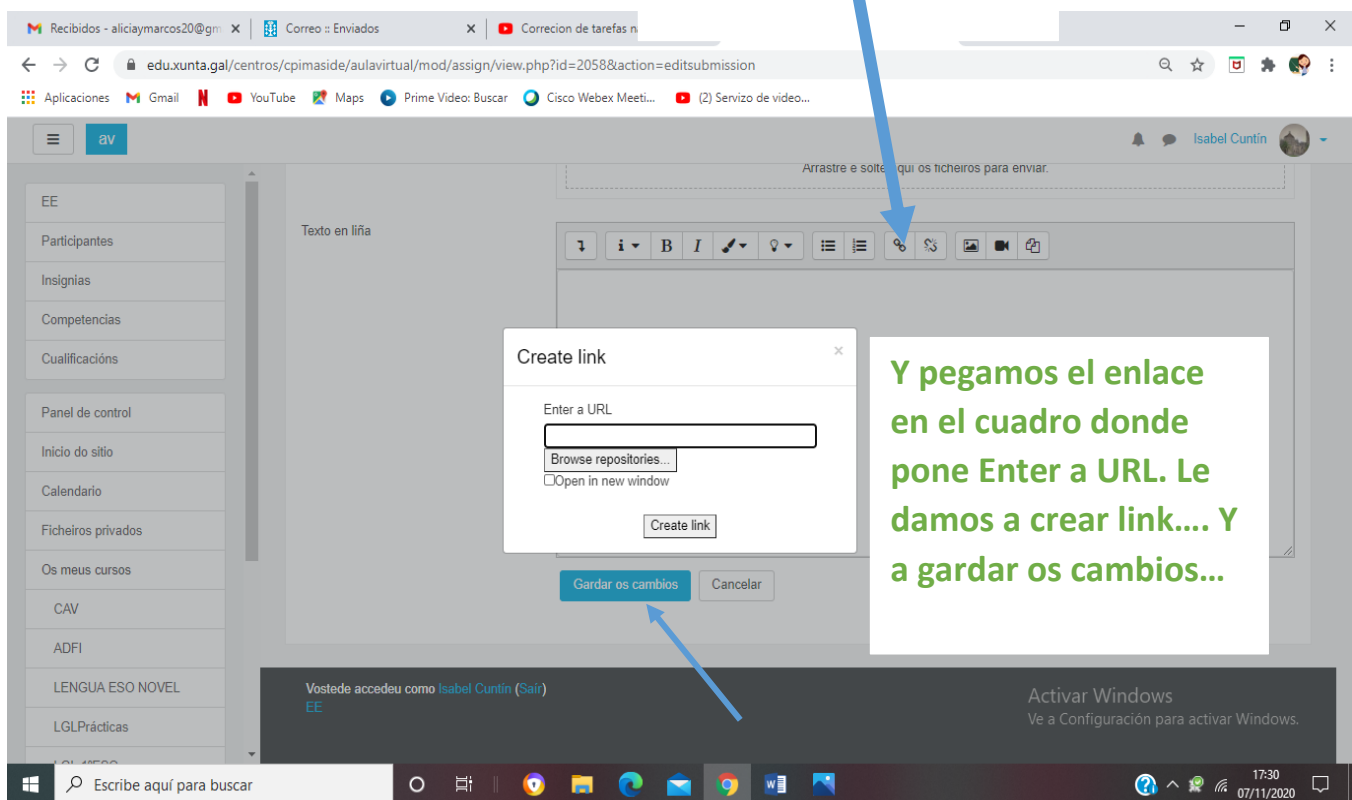 Recibidos - aliciaymarcos20@gm
Correo :: Enviados
Correcion de tarefas n
edu.xunta.gal/centros/cpimaside/aulavirtual/mod/assign/view.php?id=2058&action=editsubmission
Aplicaciones
Gmail
YouTube
Maps
Prime Video: Buscar
Cisco Webex Meeti...
(2) Servizo de video...
av
Isabel Cuntín
Arrastre e solte aquí os ficheiros para enviar.
EE
Participantes
Insignias
Competencias
Cualificacións
Panel de control
Inicio do sitio
Calendario
Ficheiros privados
Os meus cursos
CAV
ADFI
LENGUA ESO NOVEL
LGLPrácticas
Texto en liña
Create link
Enter a URL
Browse repositories...
Open in new window
Create link
Y pegamos el enlace
en el cuadro donde
pone Enter a URL. Le
damos a crear link.... Y
a gardar os cambios...
Gardar os cambios
Cancelar
Vostede accedeu como Isabel Cuntín (Saír)
EE
Activar Windows
Ve a Configuración para activar Windows.
Escribe aquí para buscar
17:30
07/11/2020